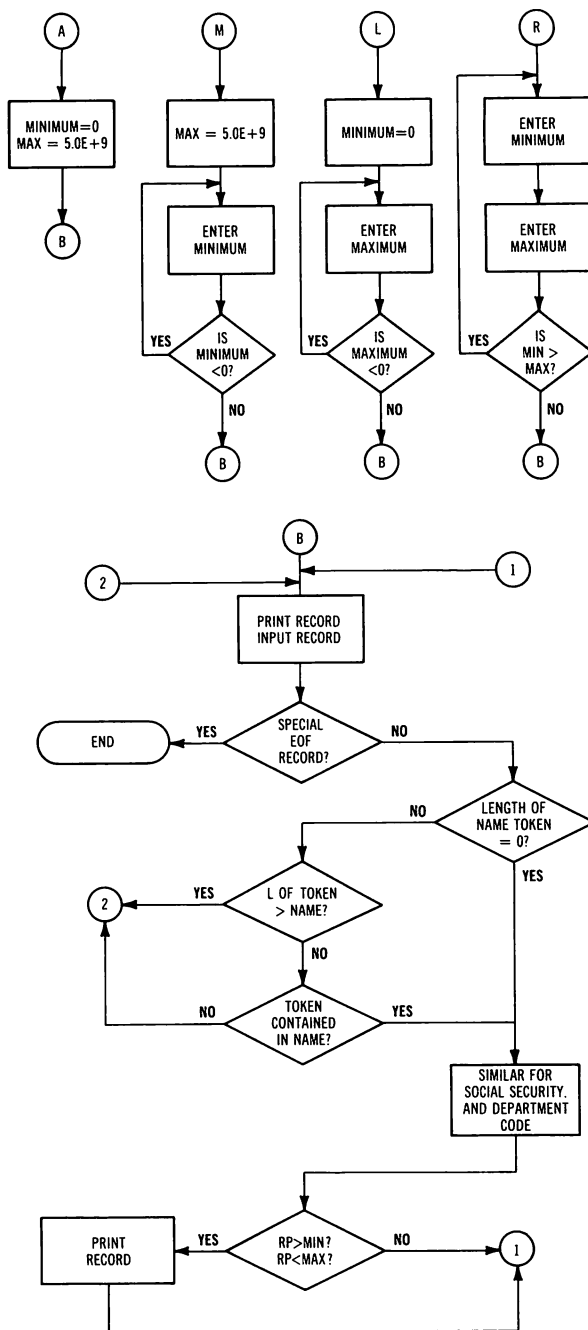 A
M
L
R
MINIMUM=0
MAX = 5.0E+9
MAX = 5.0E+9
MINIMUM=0
ENTER
MINIMUM
B
ENTER
MINIMUM
ENTER
MAXIMUM
ENTER
MAXIMUM
YES
IS
MINIMUM
<0?
YES
IS
MAXIMUM
<0?
YES
IS
MIN >
MAX?
NO
NO
NO
B
B
B
B
2
1
PRINT RECORD
INPUT RECORD
END
YES
SPECIAL
EOF
RECORD?
NO
NO
LENGTH OF
NAME TOKEN
= 0?
YES
2
YES
L OF TOKEN
> NAME?
NO
NO
TOKEN
CONTAINED
IN NAME?
YES
SIMILAR FOR
SOCIAL SECURITY.
AND DEPARTMENT
CODE
PRINT
RECORD
YES
RP>MIN?
RP<MAX?
NO
1